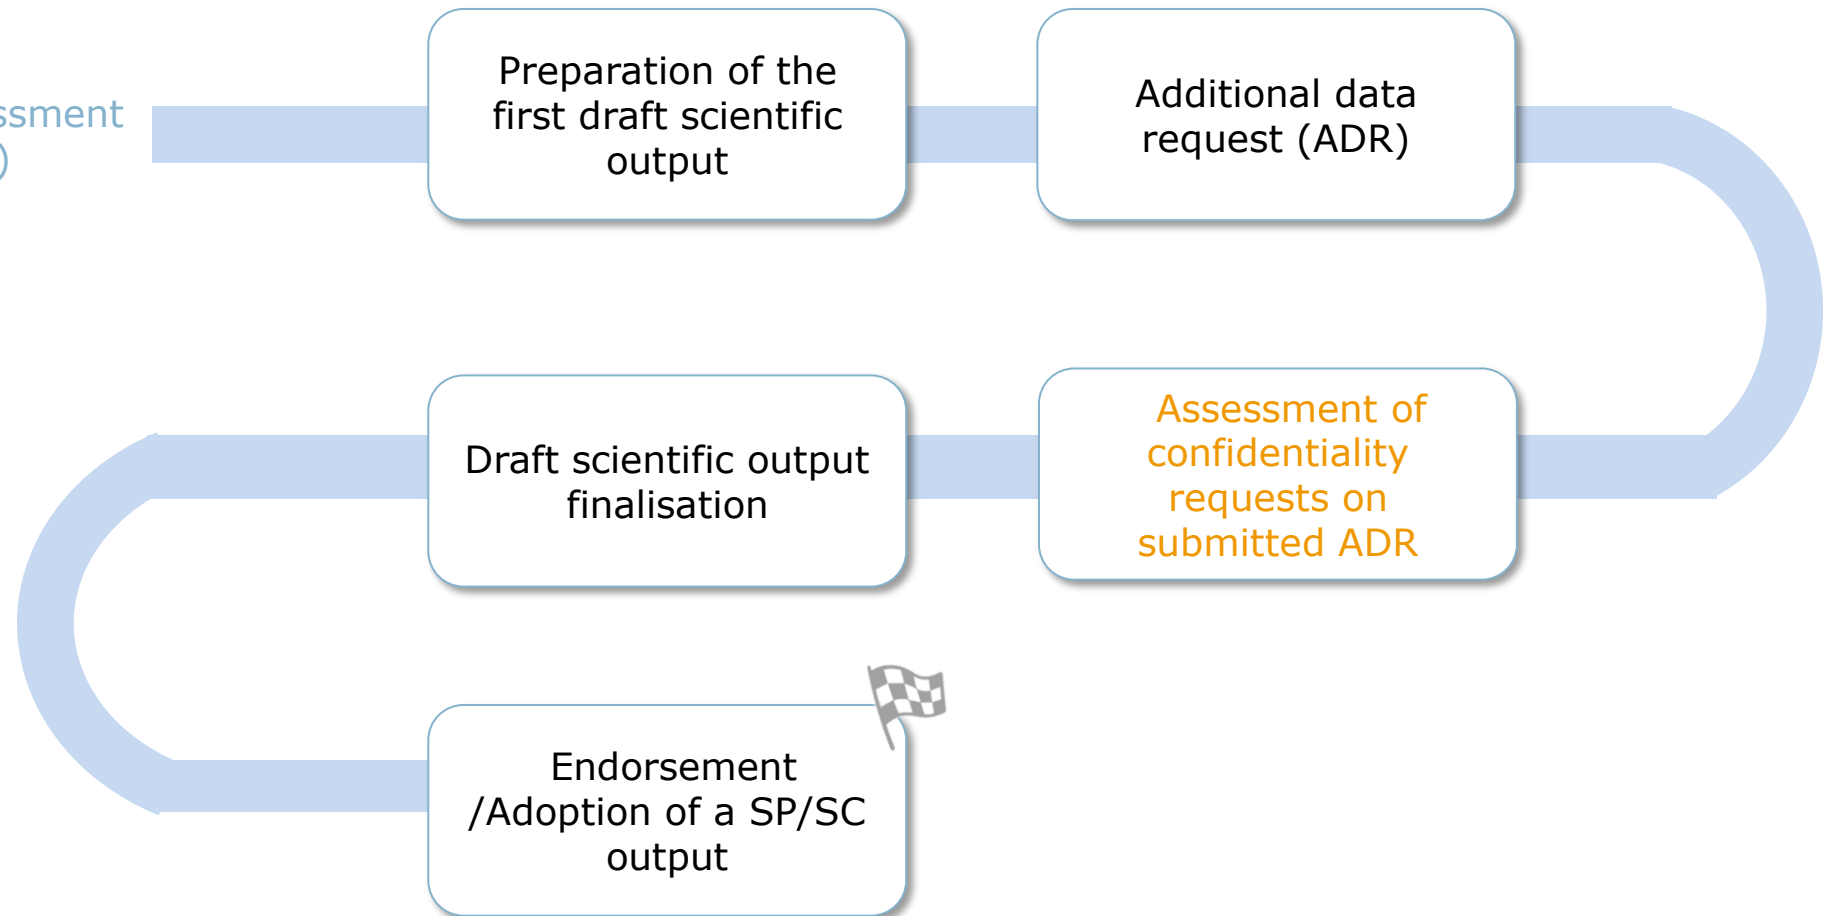 Preparation of the
first draft scientific
output
Additional data
request (ADR)
Assessment of
confidentiality
requests on
submitted ADR
Draft scientific output
finalisation
Endorsement
/Adoption of a SP/SC
output